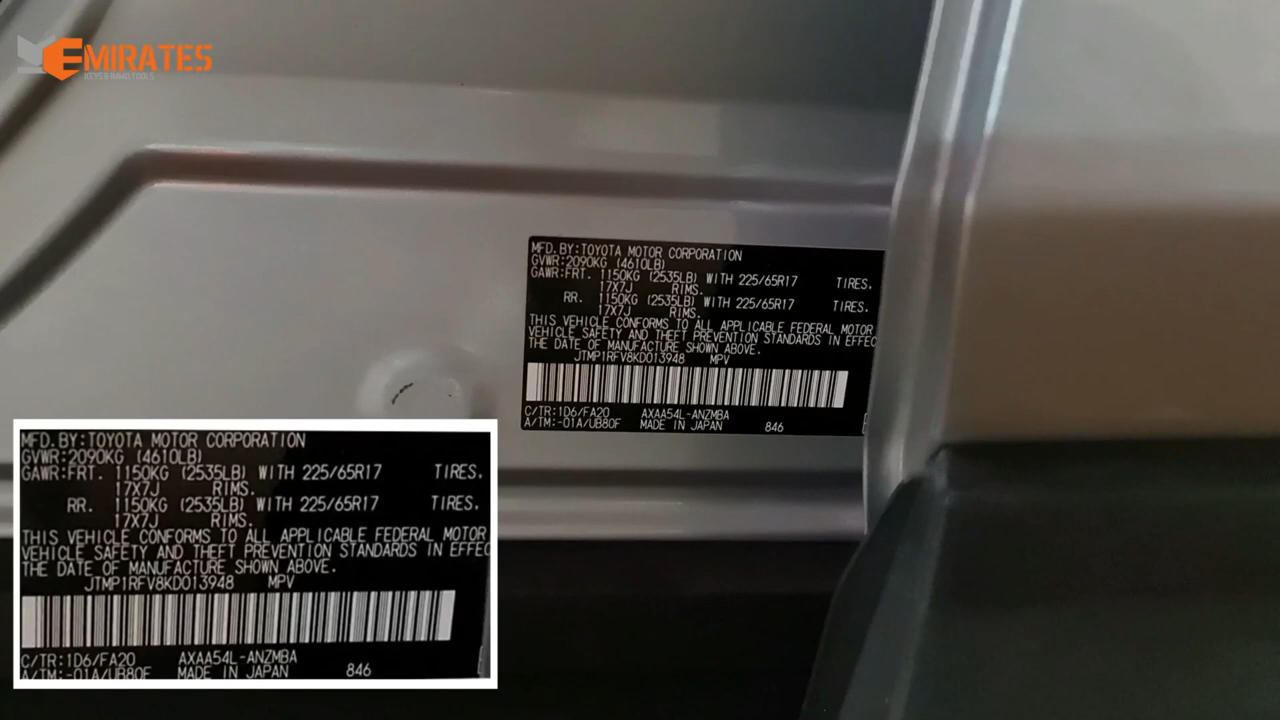 EMIRATES
KEYS & RAMO TOOLS
MFD. BY:TOYOTA MOTOR CORPORATION
GVWR:2090KG (4610LB)
GAWR:FRT. 1150KG (2535LB) WITH 225/65R17 TIRES.
17X7J RIMS.
RR. 1150KG (2535LB) WITH 225/65R17 TIRES.
17X7J RIMS.
THIS VEHICLE CONFORMS TO ALL APPLICABLE FEDERAL MOTOR
VEHICLE SAFETY AND THEFT PREVENTION STANDARDS IN EFFEC
THE DATE OF MANUFACTURE SHOWN ABOVE.
JTMP1RFV8KD013948 MPV
C/TR:1D6/FA20 AXAA54L-ANZMBA
A/TM:-01A/UB80F MADE IN JAPAN 846
MFD. BY:TOYOTA MOTOR CORPORATION
GVWR:2090KG (4610LB)
GAWR:FRT. 1150KG (2535LB) WITH 225/65R17 TIRES.
17X7J RIMS.
RR. 1150KG (2535LB) WITH 225/65R17 TIRES.
17X7J RIMS.
THIS VEHICLE CONFORMS TO ALL APPLICABLE FEDERAL MOTOR
VEHICLE SAFETY AND THEFT PREVENTION STANDARDS IN EFFEC
THE DATE OF MANUFACTURE SHOWN ABOVE.
JTMP1RFV8KD013948 MPV
C/TR:1D6/FA20 AXAA54L-ANZMBA
A/TM:-01A/UB80F MADE IN JAPAN 846